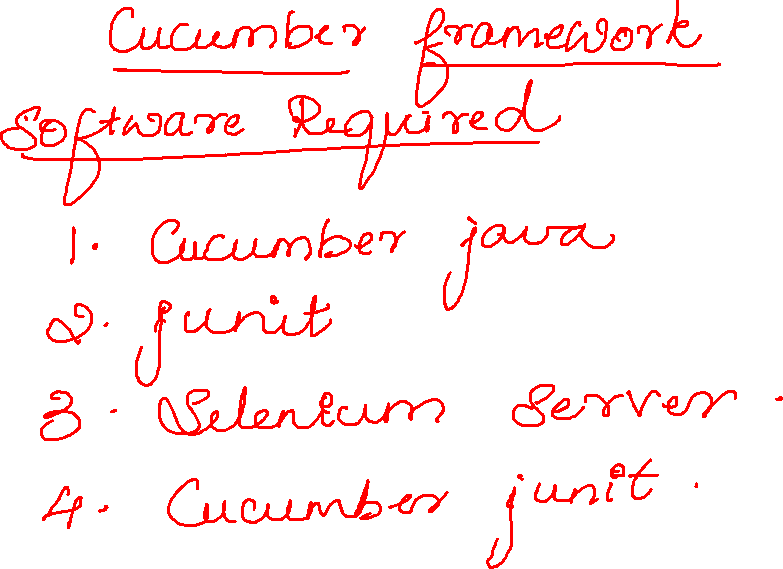 Cucumber framework
Software Required
1. Cucumber java
2. junit
3. Selenium Server.
4. Cucumber junit.